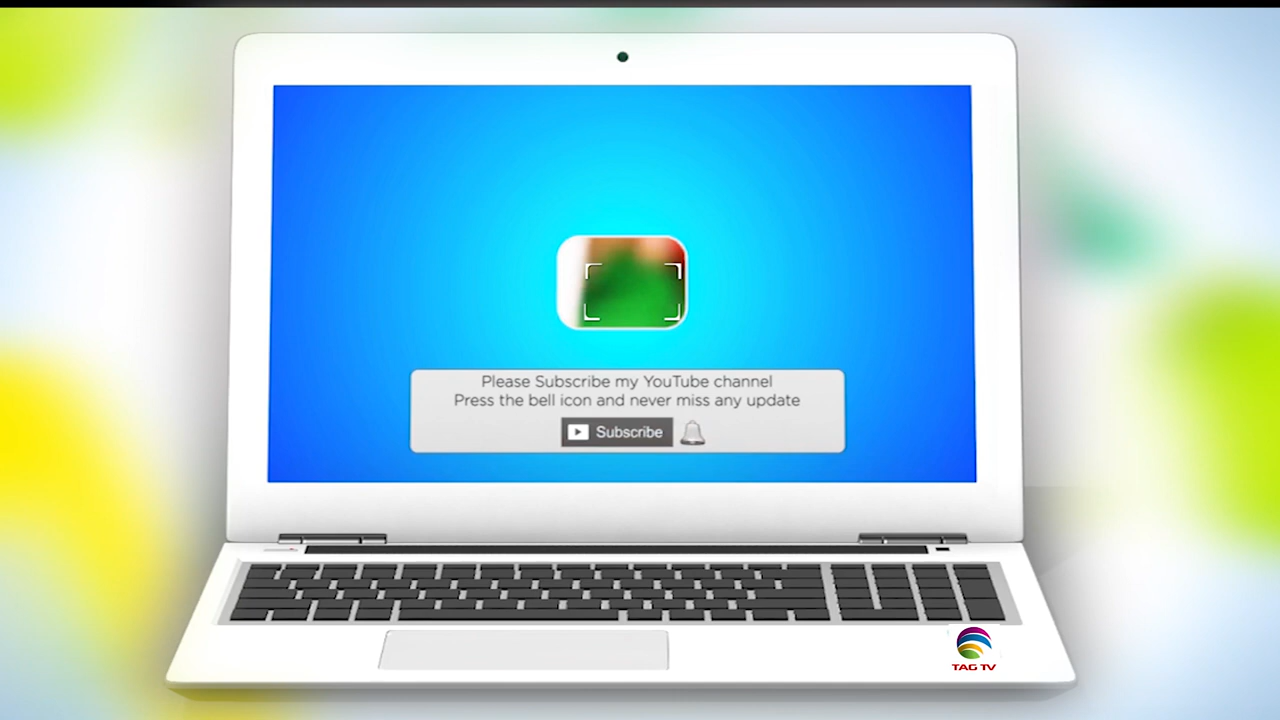 Please Subscribe my YouTube channel
Press the bell icon and never miss any update
Subscribe
TAG TV